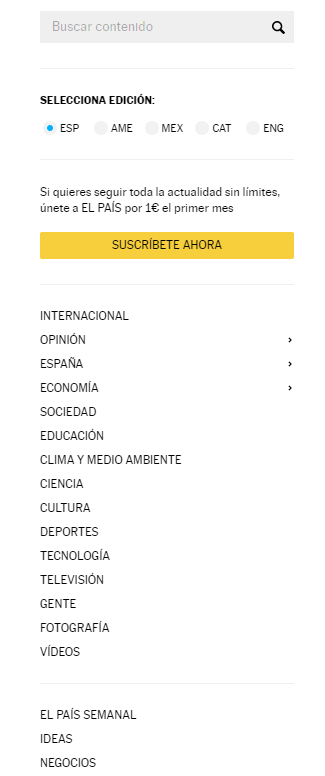 Buscar contenido
SELECCIONA EDICIÓN:
ESP AME MEX CAT ENG
Si quieres seguir toda la actualidad sin límites,
únete a EL PAÍS por 1€ el primer mes
SUSCRÍBETE AHORA
INTERNACIONAL
OPINIÓN
ESPAÑA
ECONOMÍA
SOCIEDAD
EDUCACIÓN
CLIMA Y MEDIO AMBIENTE
CIENCIA
CULTURA
DEPORTES
TECNOLOGÍA
TELEVISIÓN
GENTE
FOTOGRAFÍA
VÍDEOS
EL PAÍS SEMANAL
IDEAS
NEGOCIOS